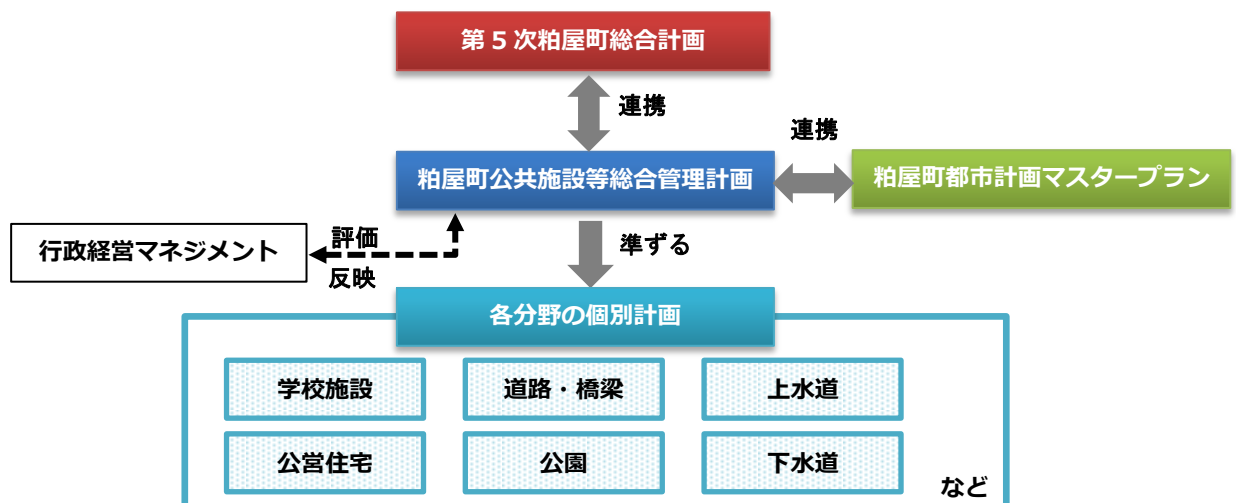 第5次粕屋町総合計画
連携
連携
粕屋町公共施設等総合管理計画
粕屋町都市計画マスタープラン
行政経営マネジメント
評価
反映
準ずる
各分野の個別計画
学校施設
道路・橋梁
上水道
公営住宅
公園
下水道
など